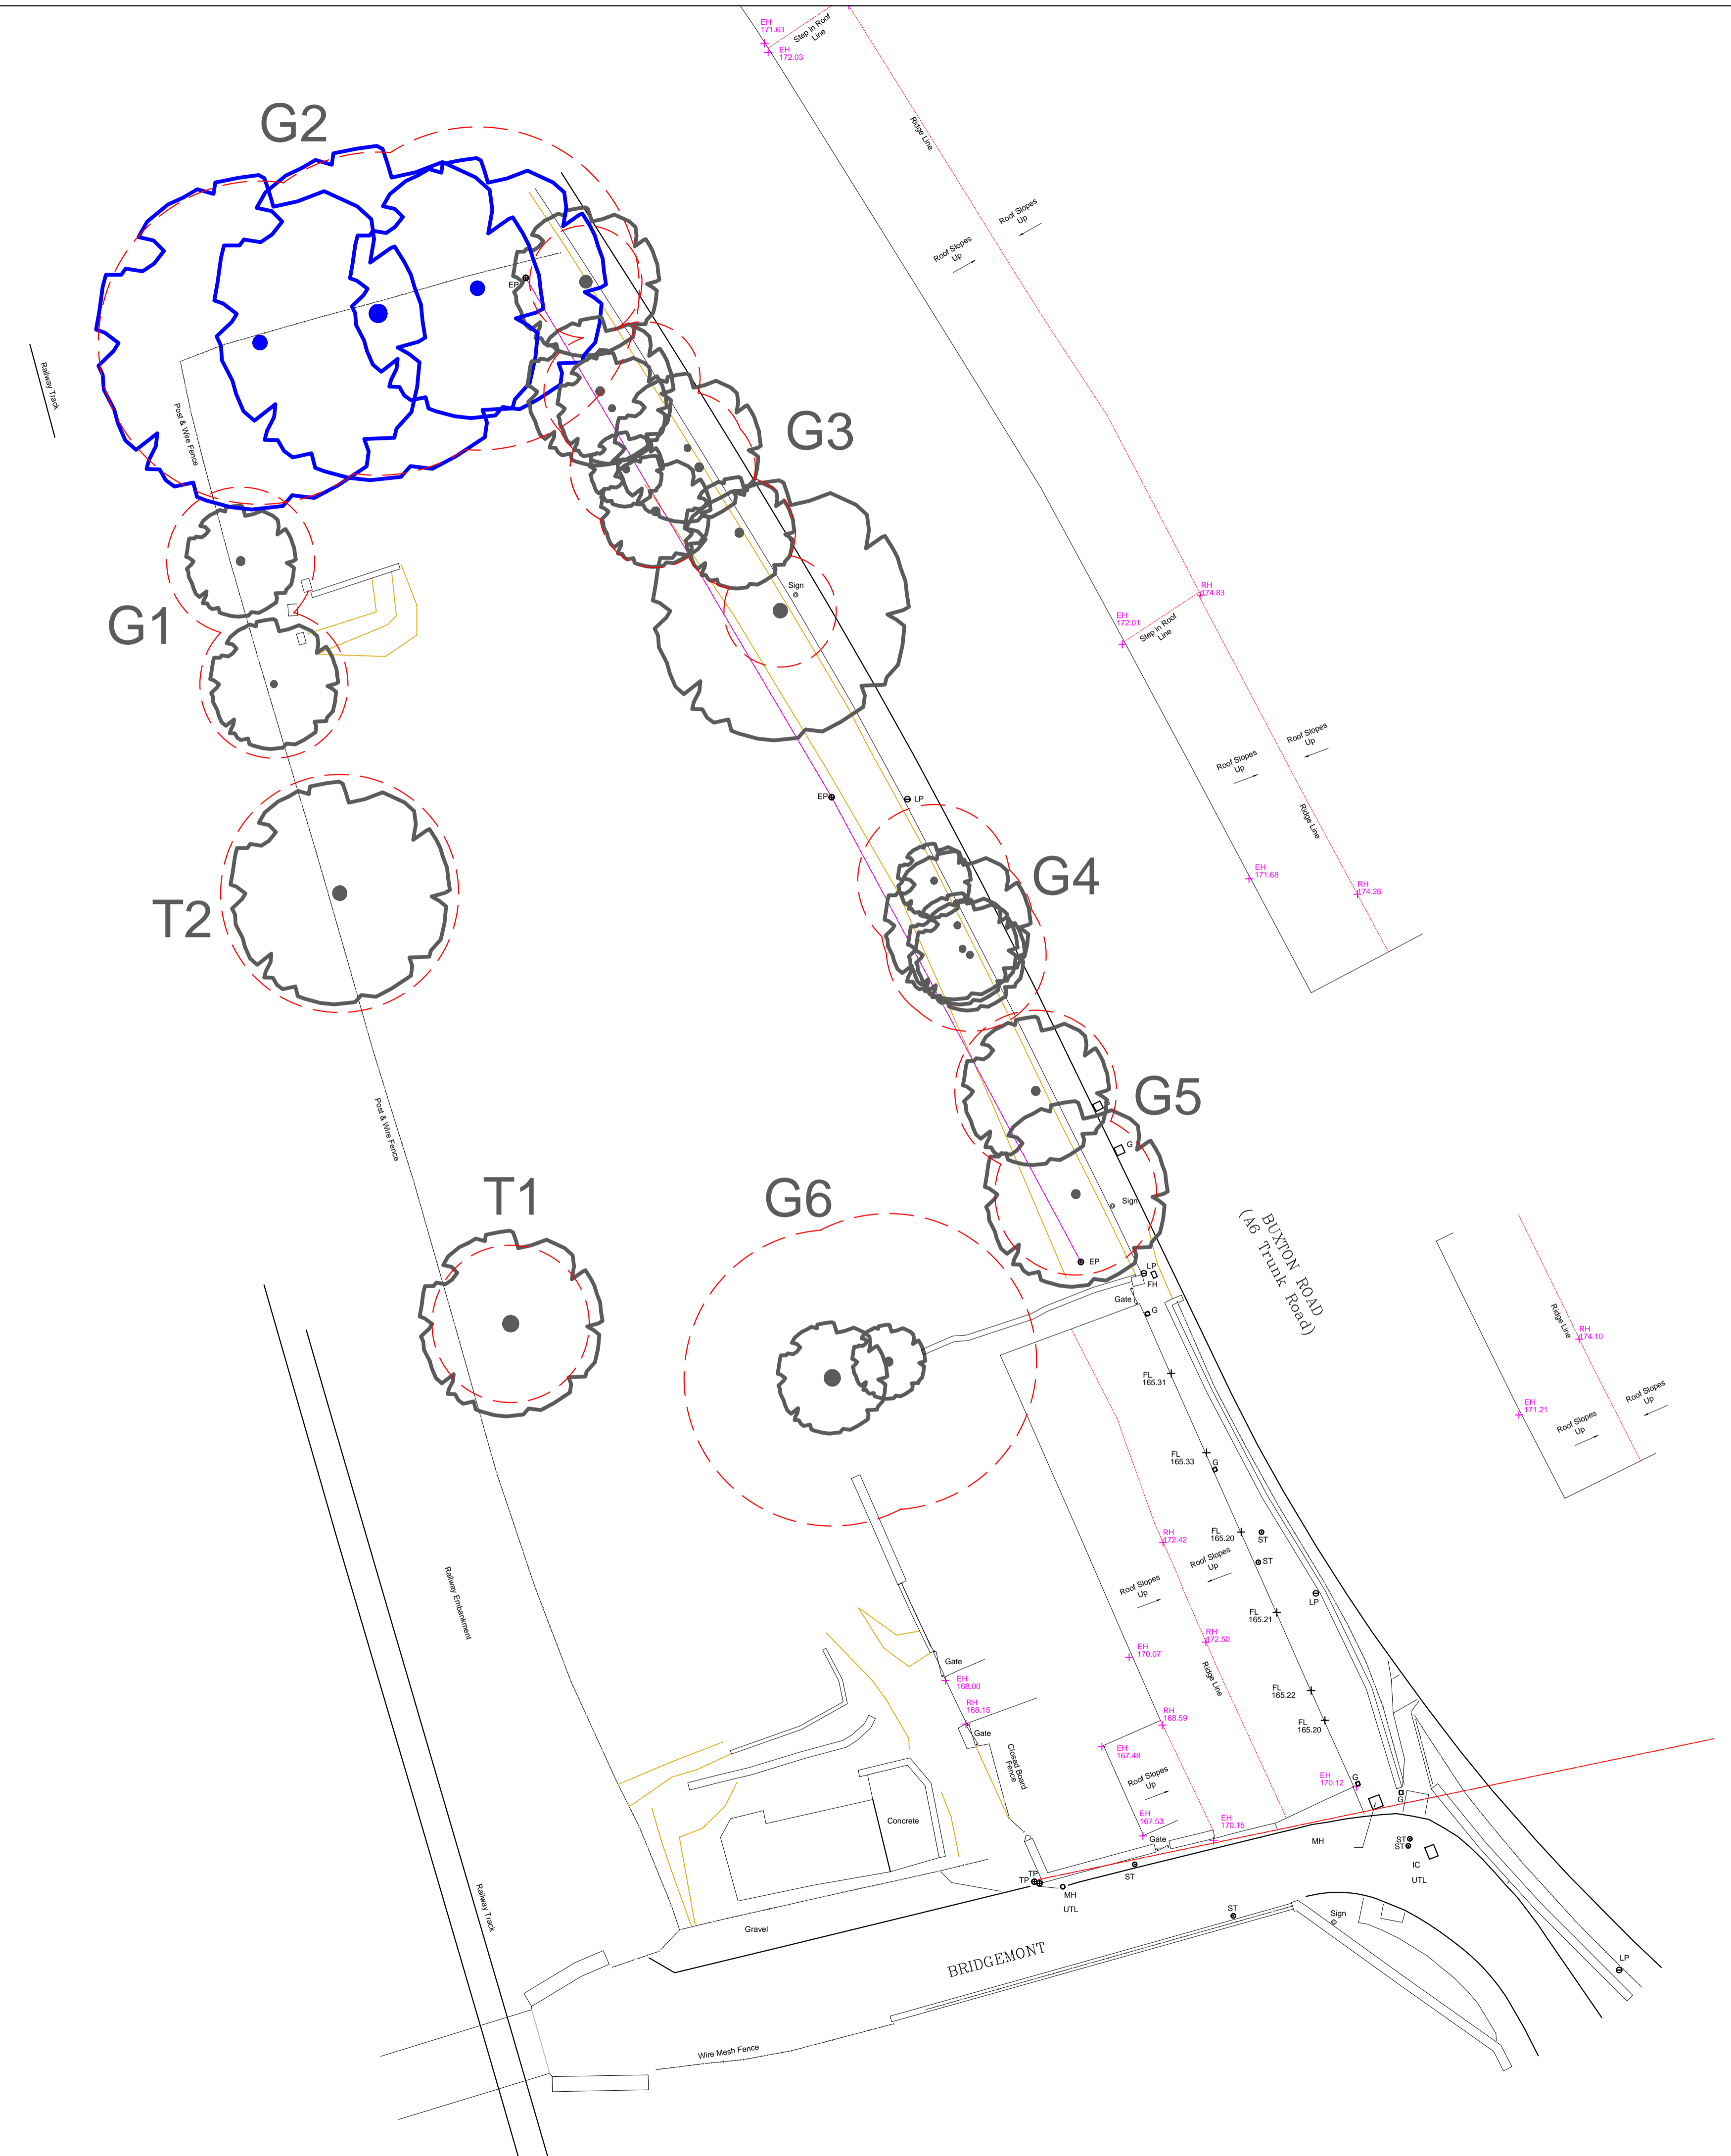 EH
171.63
Step in Roof
Line
EH
172.03
G2
Ridge Line
Roof Slopes
Up
Roof Slopes
Up
EP
Railway Track
Post & Wire Fence
G3
Sign
RH
174.83
EH
172.01
Step in Roof
Line
G1
Roof Slopes
Up
Roof Slopes
Up
EP
LP
Ridge Line
G4
EH
171.68
RH
174.26
T2
G5
Post & Wire Fence
G
T1
G6
Sign
BUXTON ROAD
(A6 Trunk Road)
EP
LP
FH
Gate
G
Ridge Line
RH
174.10
FL
165.31
EH
171.21
Roof Slopes
Up
Roof Slopes
Up
FL
165.33
G
RH
172.42
FL
165.20
ST
ST
Roof Slopes
Up
Roof Slopes
Up
LP
Railway Embankment
FL
165.21
RH
172.50
EH
170.07
Gate
Ridge Line
EH
168.00
FL
165.22
RH
168.15
RH
168.59
FL
165.20
Gate
Closed Board
Fence
EH
167.48
Roof Slopes
Up
EH
170.12
G
G
EH
167.53
Concrete
EH
170.15
Gate
MH
ST
ST
IC
UTL
TP
TP
ST
MH
UTL
Railway Track
Gravel
ST
Sign
BRIDGEMONT
LP
Wire Mesh Fence